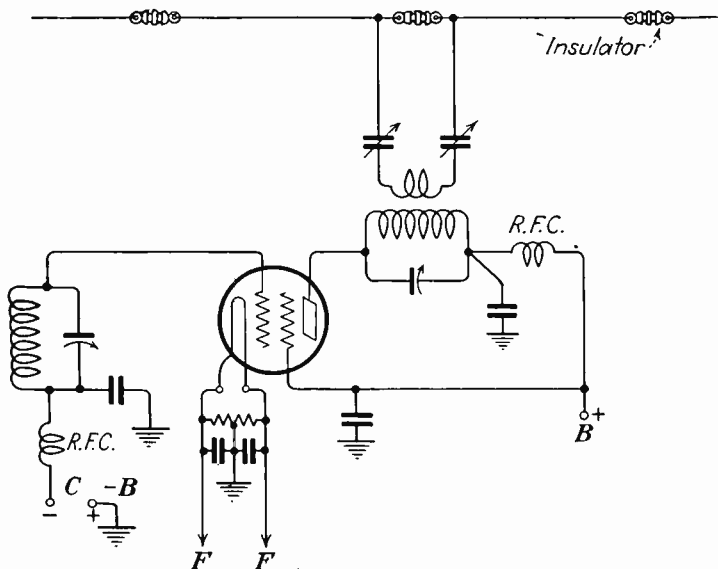 Insulator
R.F.C.
R.F.C.
B +
C -B
- +
F F